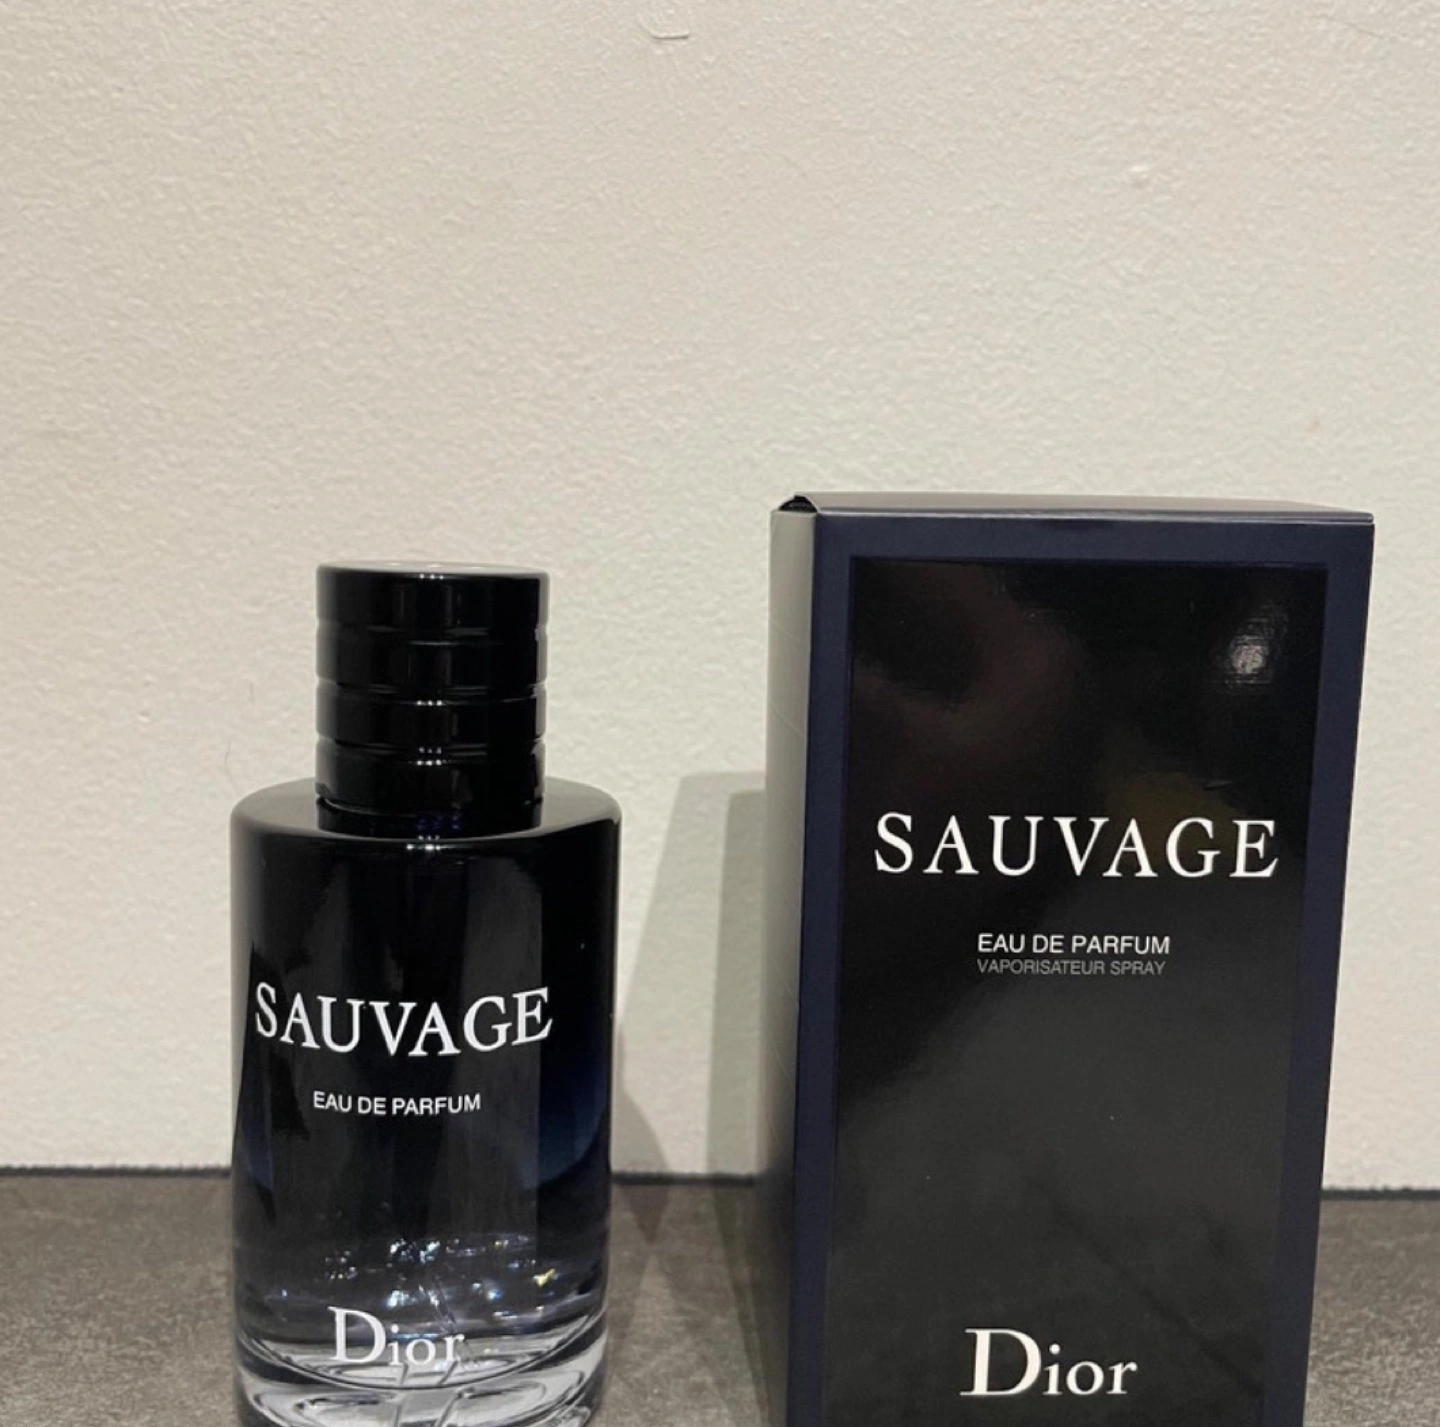 SAUVAGE
EAU DE PARFUM
Dior
SAUVAGE
EAU DE PARFUM
VAPORISATEUR SPRAY
Dior